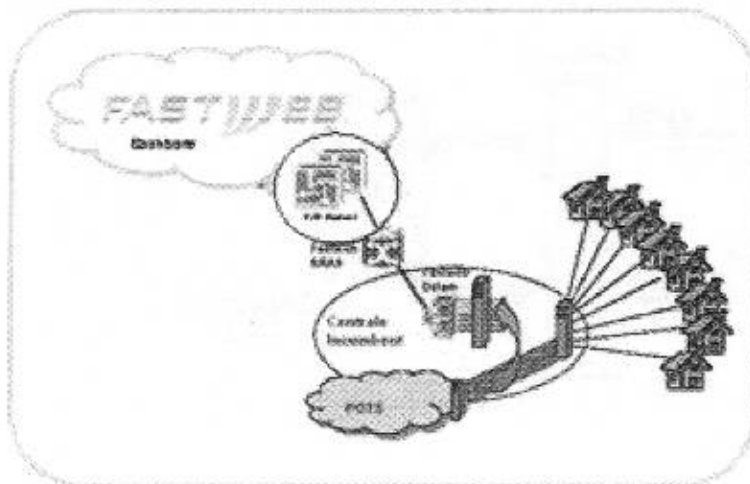 FASTWEB
Backbone
Fastweb
BRAS
Fastweb
Dslam
Centrale
Incumbent
POTS